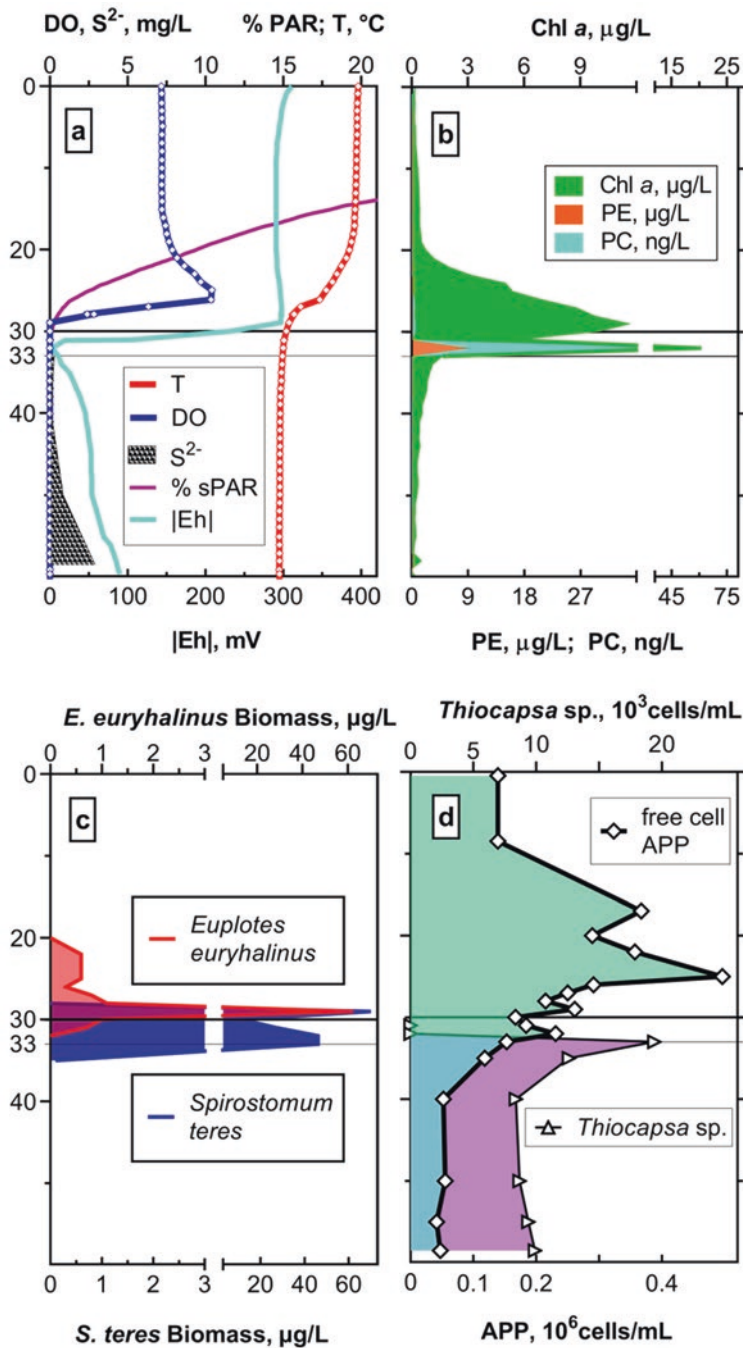 DO, S²⁻, mg/L % PAR; T, °C
0 5 10 15 20
a
0
20
30
33
40
T
DO
S²⁻
% sPAR
|Eh|
0 100 200 300 400
|Eh|, mV
Chl a, μg/L
0 3 6 9 15 25
b
Chl a, μg/L
PE, μg/L
PC, ng/L
0 9 18 27 45 75
PE, μg/L; PC, ng/L
E. euryhalinus Biomass, μg/L
0 1 2 3 20 40 60
c
0
20
30
33
40
Euplotes
euryhalinus
Spirostomum
teres
0 1 2 3 20 40 60
S. teres Biomass, μg/L
Thiocapsa sp., 10³cells/mL
0 5 10 20
d
free cell
APP
Thiocapsa sp.
0 0.1 0.2 0.4
APP, 10⁶cells/mL